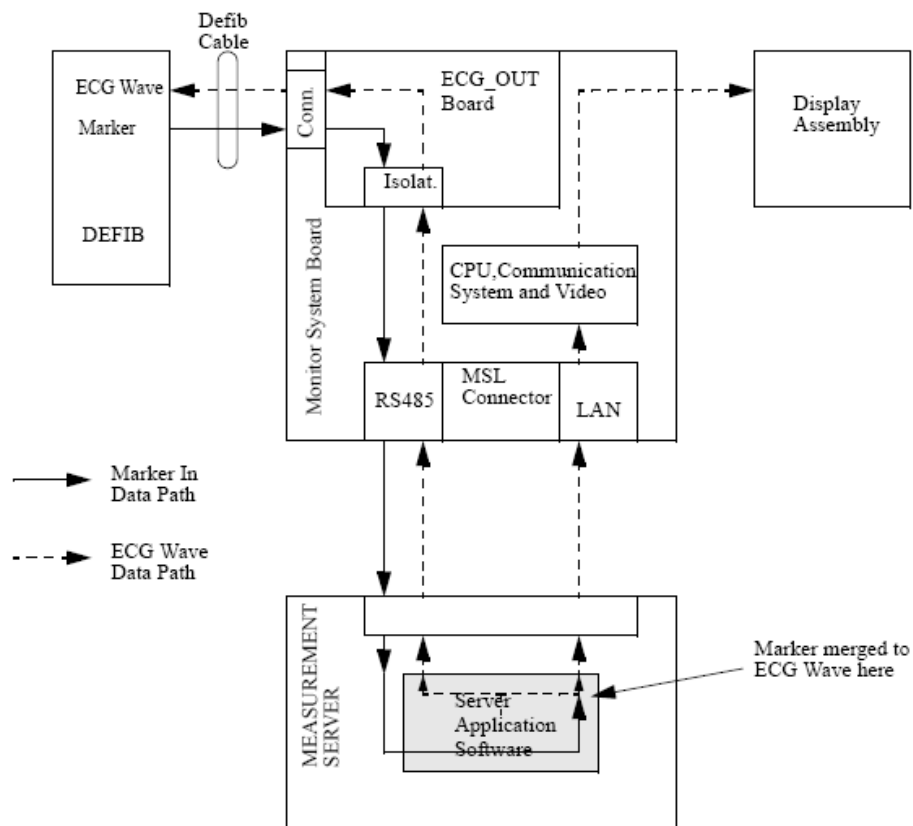 Defib
Cable
ECG Wave
Marker
DEFIB
Conn.
ECG_OUT
Board
Isolat.
Display
Assembly
Monitor System Board
CPU,Communication
System and Video
RS485
MSL
Connector
LAN
Marker In
Data Path
ECG Wave
Data Path
MEASUREMENT
SERVER
Server
Application
Software
Marker merged to
ECG Wave here